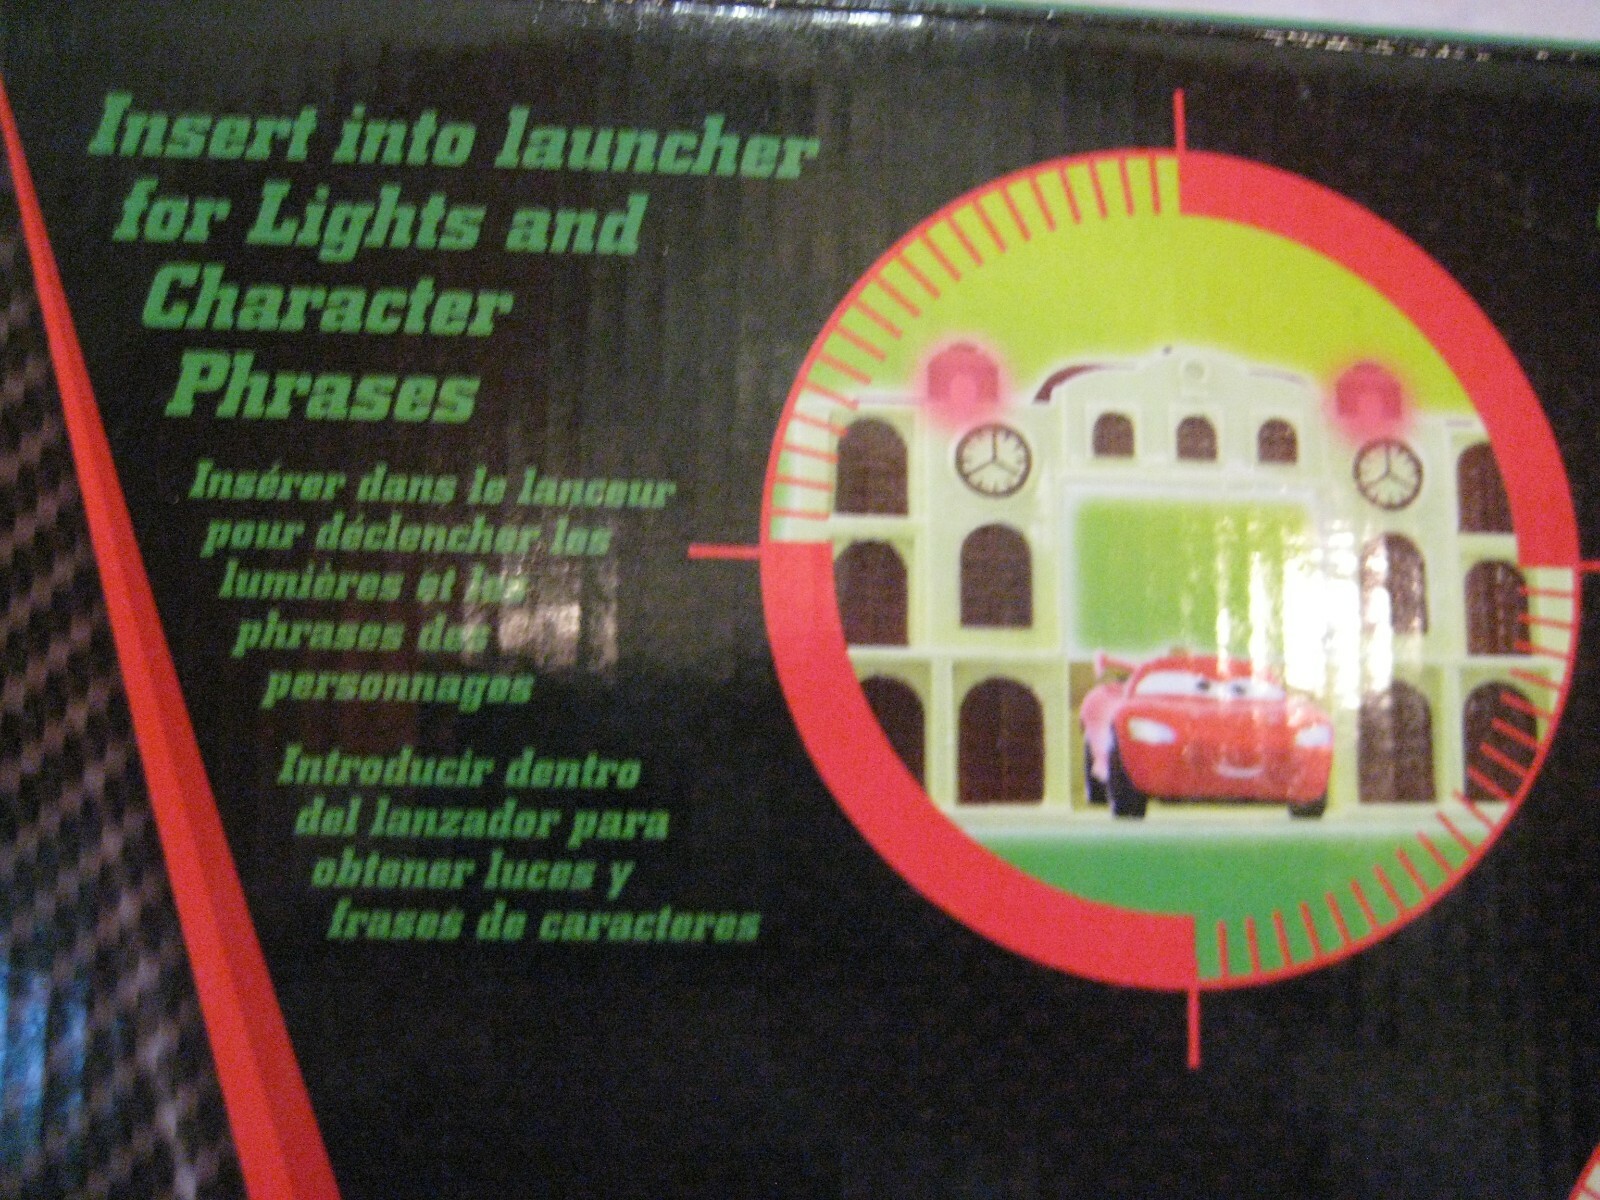 Insert into launcher
for Lights and
Character
Phrases
Insérer dans le lanceur
pour déclencher les
lumières et les
phrases des
personnages
Introducir dentro
del lanzador para
obtener luces y
frases de caracteres